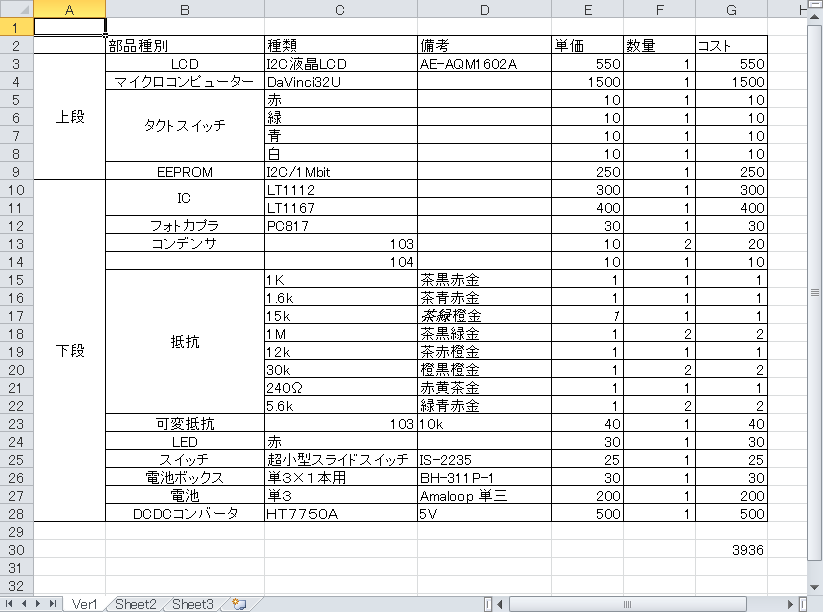 A B C D E F G H
1
2 部品種別 種類 備考 単価 数量 コスト
3 LCD I2C液晶LCD AE-AQM1602A 550 1 550
4 マイクロコンピューター DaVinci32U 1500 1 1500
5 赤 10 1 10
6 上段 タクトスイッチ 緑 10 1 10
7 青 10 1 10
8 白 10 1 10
9 EEPROM I2C/1Mbit 250 1 250
10 IC LT1112 300 1 300
11 LT1167 400 1 400
12 フォトカプラ PC817 30 1 30
13 コンデンサ 103 10 2 20
14 104 10 1 10
15 1K 茶黒赤金 1 1 1
16 1.6k 茶青赤金 1 1 1
17 15k 茶緑橙金 1 1 1
18 抵抗 1M 茶黒緑金 1 2 2
19 下段 12k 茶赤橙金 1 1 1
20 30k 橙黒橙金 1 2 2
21 240Ω 赤黄茶金 1 1 1
22 5.6k 緑青赤金 1 2 2
23 可変抵抗 103 10k 40 1 40
24 LED 赤 30 1 30
25 スイッチ 超小型スライドスイッチ IS-2235 25 1 25
26 電池ボックス 単3×1本用 BH-311P-1 30 1 30
27 電池 単3 Amaloop 単三 200 1 200
28 DCDCコンバータ HT7750A 5V 500 1 500
29
30 3936
31
32
Ver1 Sheet2 Sheet3